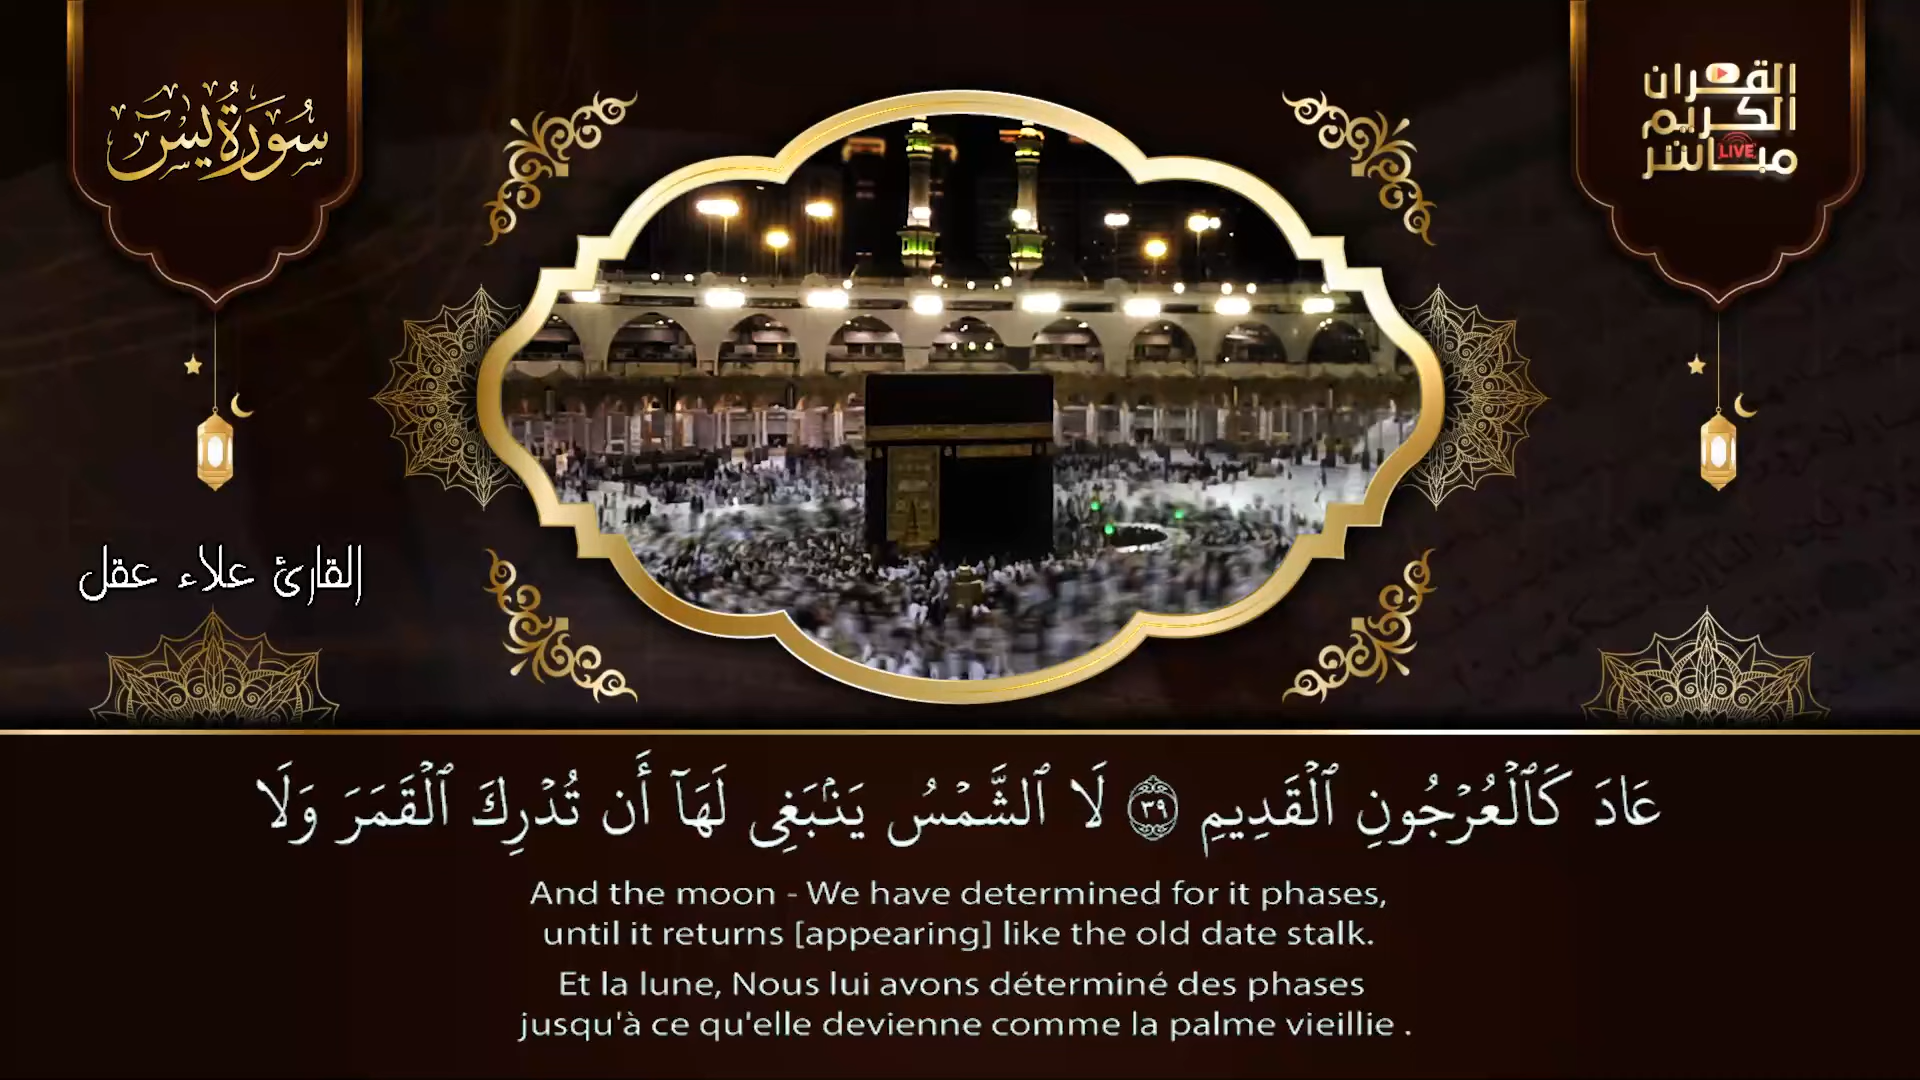 سُورَةُ يسٓ
القرآن
الكريم
مباشر
LIVE
القارئ علاء عقل
عَادَ كَٱلْعُرْجُونِ ٱلْقَدِيمِ ٣٩ لَا ٱلشَّمْسُ يَنۢبَغِى لَهَآ أَن تُدْرِكَ ٱلْقَمَرَ وَلَا
And the moon - We have determined for it phases,
until it returns [appearing] like the old date stalk.
Et la lune, Nous lui avons déterminé des phases
jusqu'à ce qu'elle devienne comme la palme vieillie .